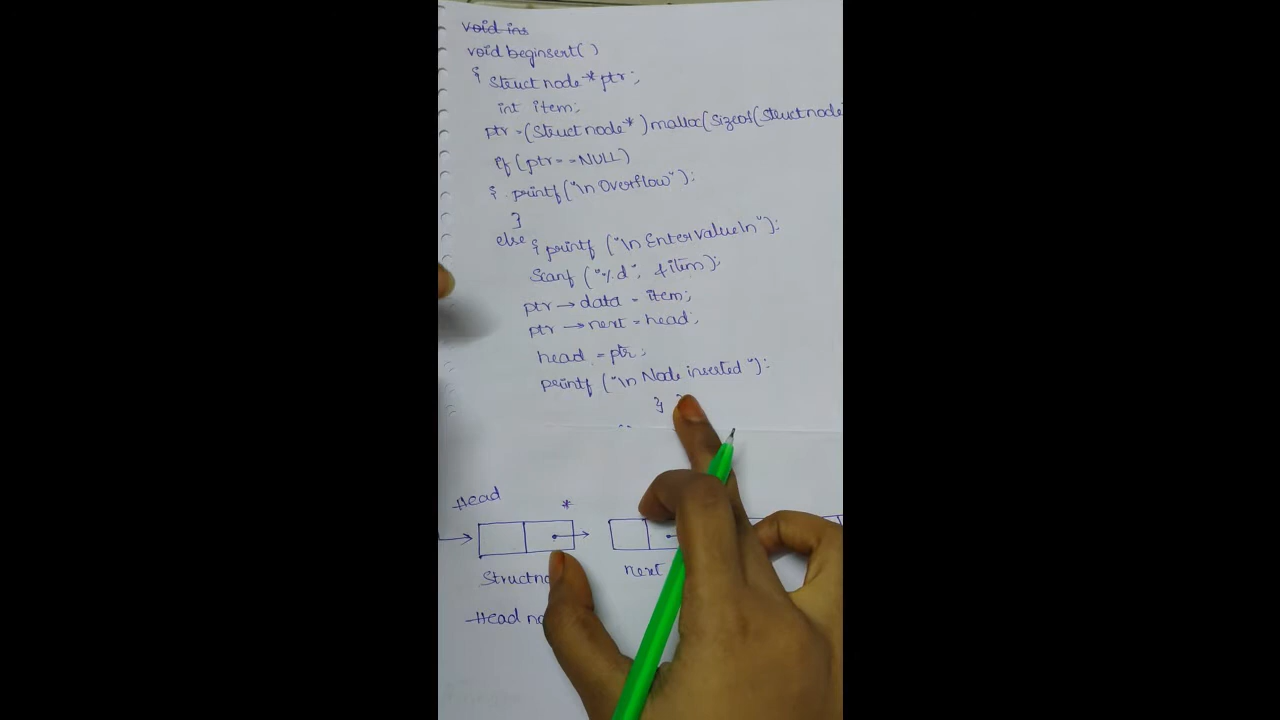 void ins
void beginsert()
{ struct node *ptr;
int item;
ptr = (struct node*) malloc(sizeof(struct node
if (ptr == NULL)
{ printf("\n Overflow");
}
else { printf ("\n Enter value\n");
Scanf ("%d", &item);
ptr → data = item;
ptr → next = head;
head = ptr;
printf ("\n Node inserted");
}
Head
*
next
Head